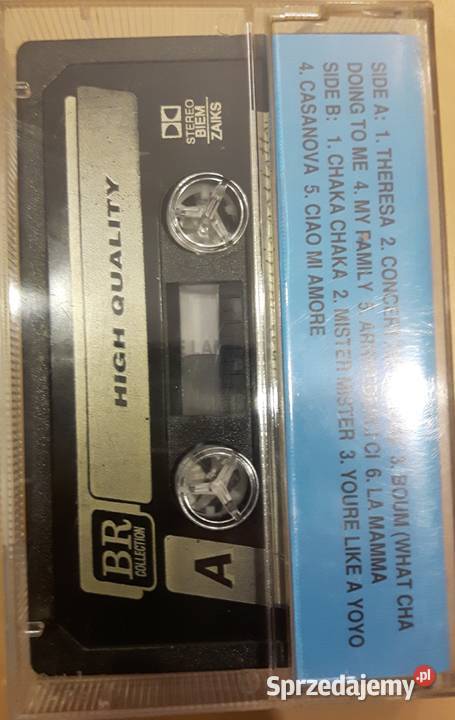 SIDE A: 1. THERESA 2. 3. BOUM (WHAT CHA
DOING TO ME 4. MY FAMILY 5. 6. LA MAMMA
SIDE B: 1. CHAKA CHAKA 2. MISTER MISTER 3. YOURE LIKE A YOYO
4. CASANOVA 5. CIAO MI AMORE
STEREO
BIEM
ZAIKS
HIGH QUALITY
BR
COLLECTION
A
Sprzedajemy.pl